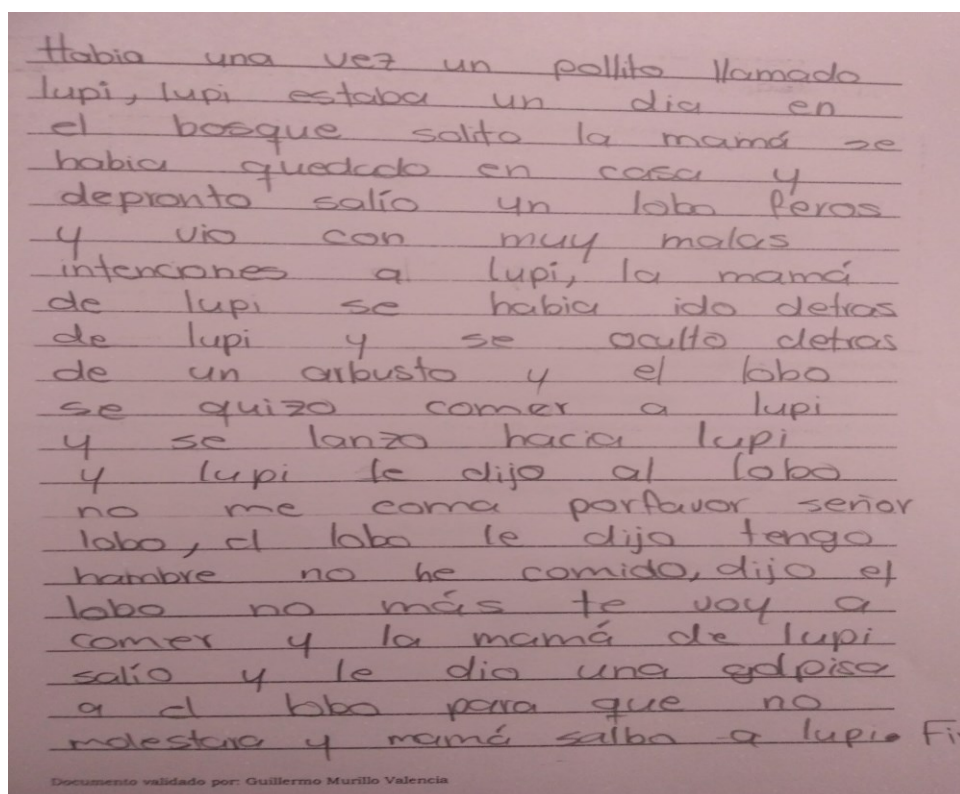 Habia una vez un pollito llamado
lupi, lupi estaba un dia en
el bosque solito la mamá se
habia quedado en casa y
depronto salío un lobo feros
y vio con muy malas
intenciones a lupi, la mamá
de lupi se habia ido detras
de lupi y se oculto detras
de un arbusto y el lobo
se quizo comer a lupi
y se lanzo hacia lupi
y lupi le dijo al lobo
no me coma porfavor señor
lobo, el lobo le dijo tengo
hambre no he comido, dijo el
lobo no más te voy a
comer y la mamá de lupi
salío y le dio una golpisa
a el lobo para que no
molestara y mamá salbo a lupi. Fi
Documento validado por: Guillermo Murillo Valencia